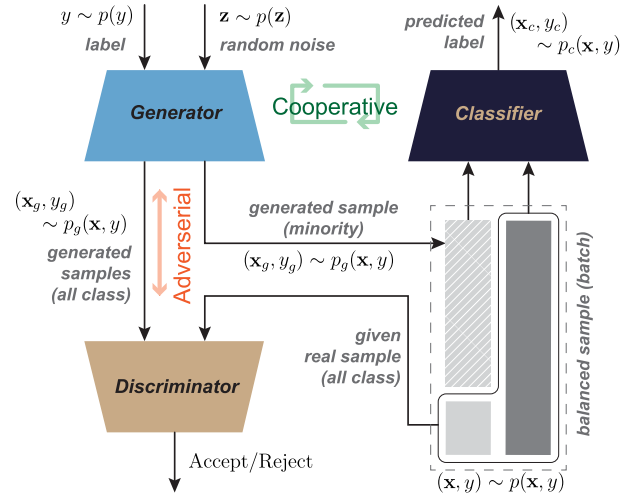 y ∼ p(y)
label
z ∼ p(z)
random noise
predicted
label
(x_c, y_c)
∼ p_c(x, y)
Generator
Cooperative
Classifier
(x_g, y_g)
∼ p_g(x, y)
generated
samples
(all class)
Adverserial
generated sample
(minority)
(x_g, y_g) ∼ p_g(x, y)
given
real sample
(all class)
balanced sample (batch)
Discriminator
Accept/Reject
(x, y) ∼ p(x, y)